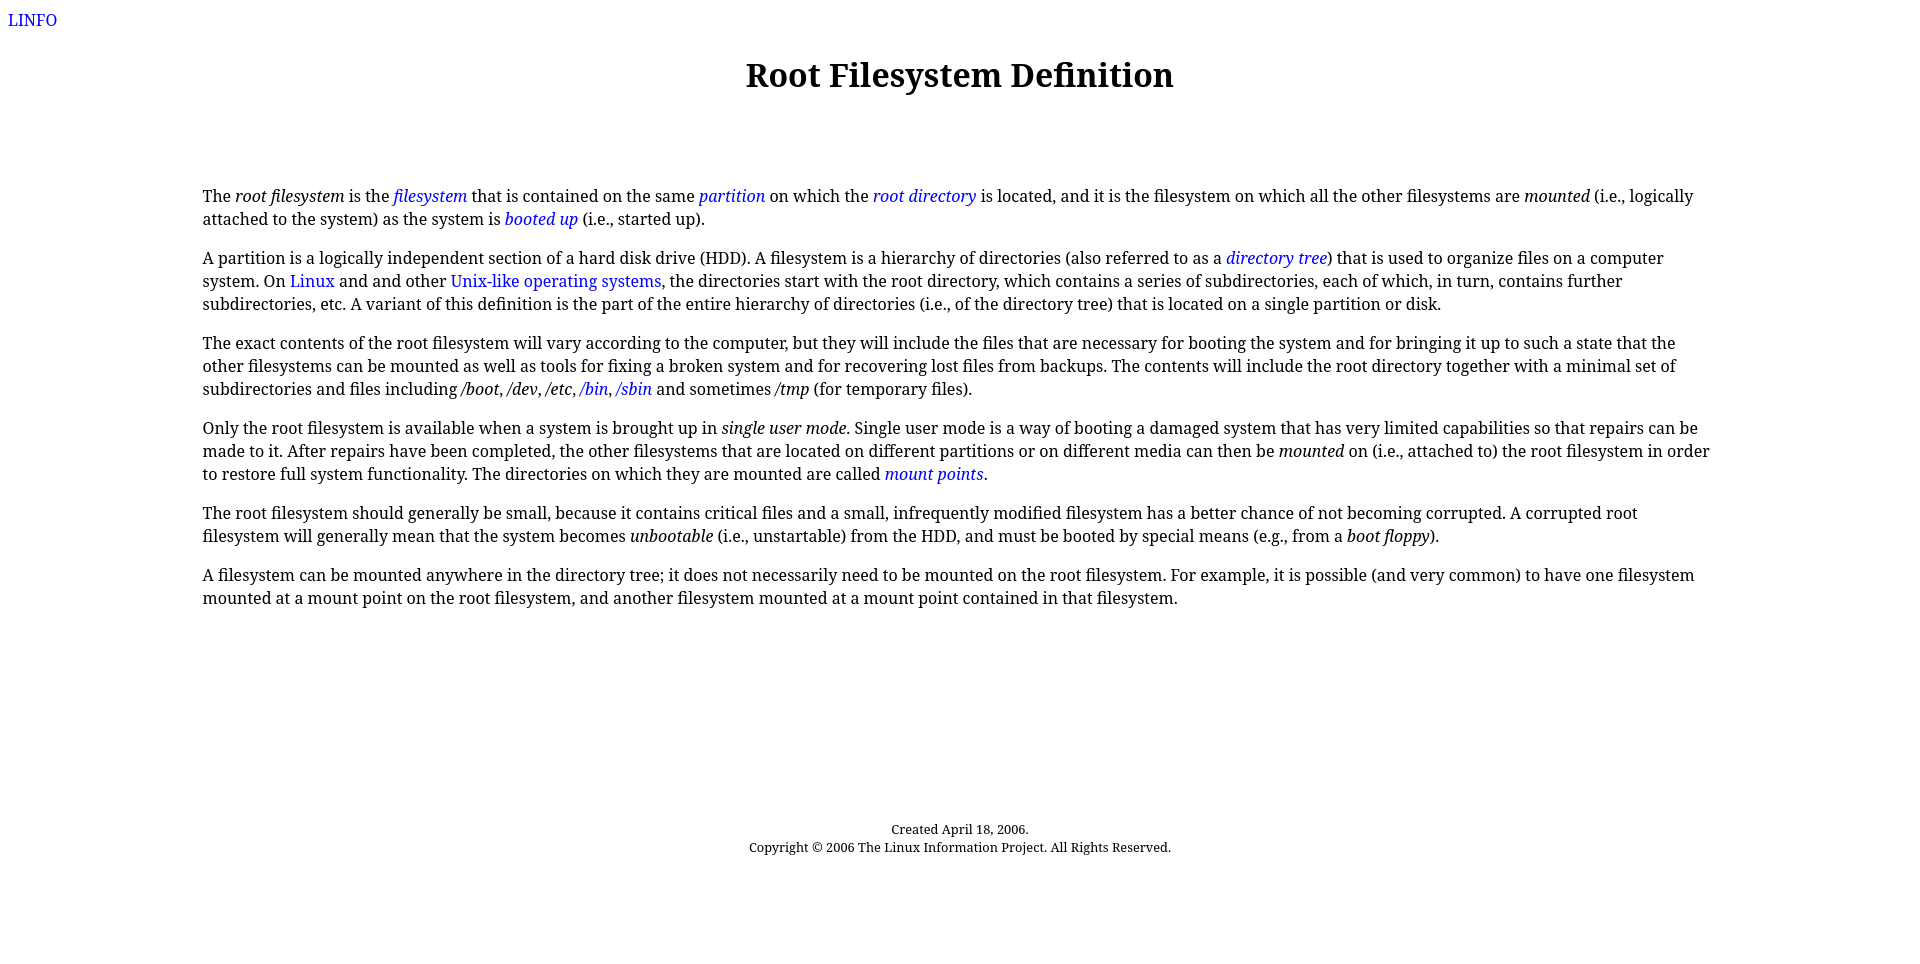 LINFO
Root Filesystem Definition
The root filesystem is the filesystem that is contained on the same partition on which the root directory is located, and it is the filesystem on which all the other filesystems are mounted (i.e., logically
attached to the system) as the system is booted up (i.e., started up).
A partition is a logically independent section of a hard disk drive (HDD). A filesystem is a hierarchy of directories (also referred to as a directory tree) that is used to organize files on a computer
system. On Linux and and other Unix-like operating systems, the directories start with the root directory, which contains a series of subdirectories, each of which, in turn, contains further
subdirectories, etc. A variant of this definition is the part of the entire hierarchy of directories (i.e., of the directory tree) that is located on a single partition or disk.
The exact contents of the root filesystem will vary according to the computer, but they will include the files that are necessary for booting the system and for bringing it up to such a state that the
other filesystems can be mounted as well as tools for fixing a broken system and for recovering lost files from backups. The contents will include the root directory together with a minimal set of
subdirectories and files including /boot, /dev, /etc, /bin, /sbin and sometimes /tmp (for temporary files).
Only the root filesystem is available when a system is brought up in single user mode. Single user mode is a way of booting a damaged system that has very limited capabilities so that repairs can be
made to it. After repairs have been completed, the other filesystems that are located on different partitions or on different media can then be mounted on (i.e., attached to) the root filesystem in order
to restore full system functionality. The directories on which they are mounted are called mount points.
The root filesystem should generally be small, because it contains critical files and a small, infrequently modified filesystem has a better chance of not becoming corrupted. A corrupted root
filesystem will generally mean that the system becomes unbootable (i.e., unstartable) from the HDD, and must be booted by special means (e.g., from a boot floppy).
A filesystem can be mounted anywhere in the directory tree; it does not necessarily need to be mounted on the root filesystem. For example, it is possible (and very common) to have one filesystem
mounted at a mount point on the root filesystem, and another filesystem mounted at a mount point contained in that filesystem.
Created April 18, 2006.
Copyright © 2006 The Linux Information Project. All Rights Reserved.